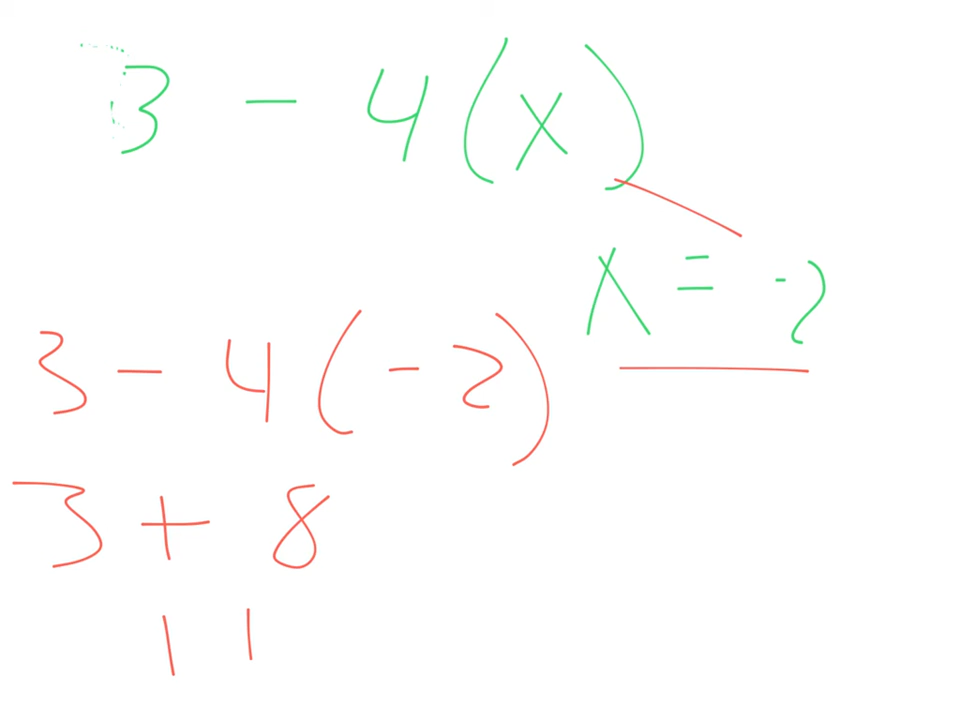 3 - 4(x)
x = -2
3 - 4(-2)
3 + 8
11